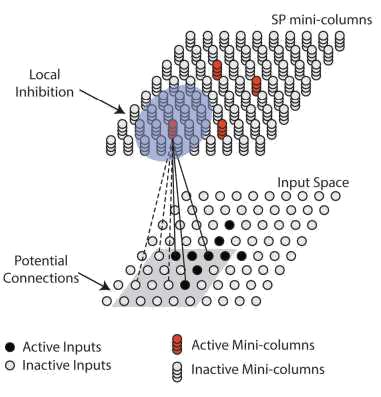 SP mini-columns
Local
Inhibition
Input Space
Potential
Connections
Active Inputs
Inactive Inputs
Active Mini-columns
Inactive Mini-columns